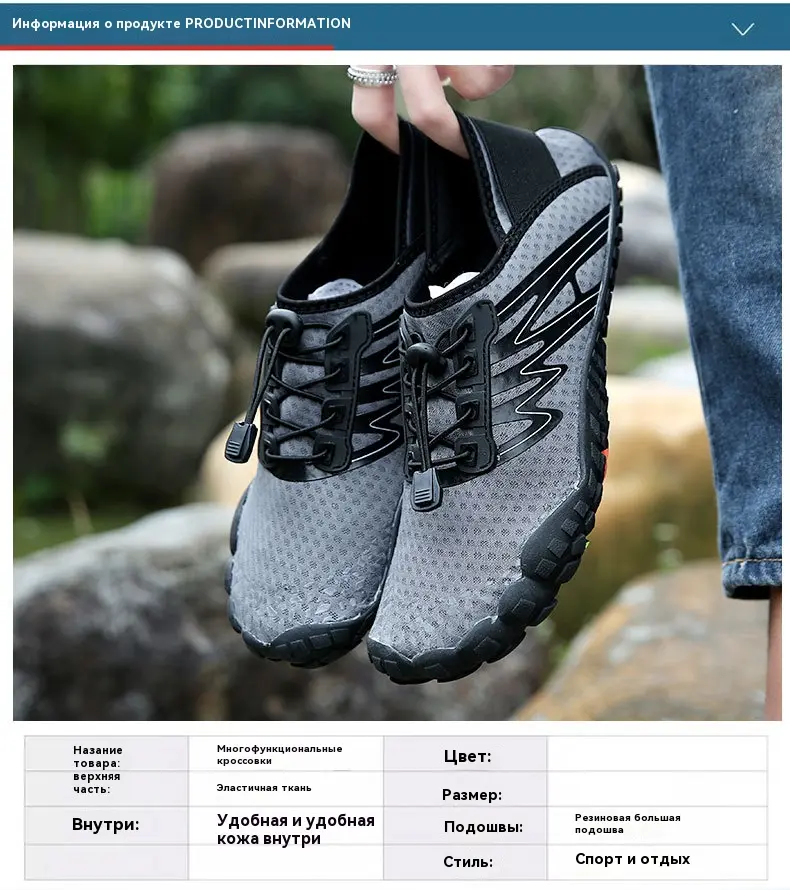 Информация о продукте PRODUCTINFORMATION
Назание
товара:
Многофункциональные
кроссовки
Цвет:
верхняя
часть:
Эластичная ткань
Размер:
Внутри:
Удобная и удобная
кожа внутри
Подошвы:
Резиновая большая
подошва
Стиль:
Спорт и отдых